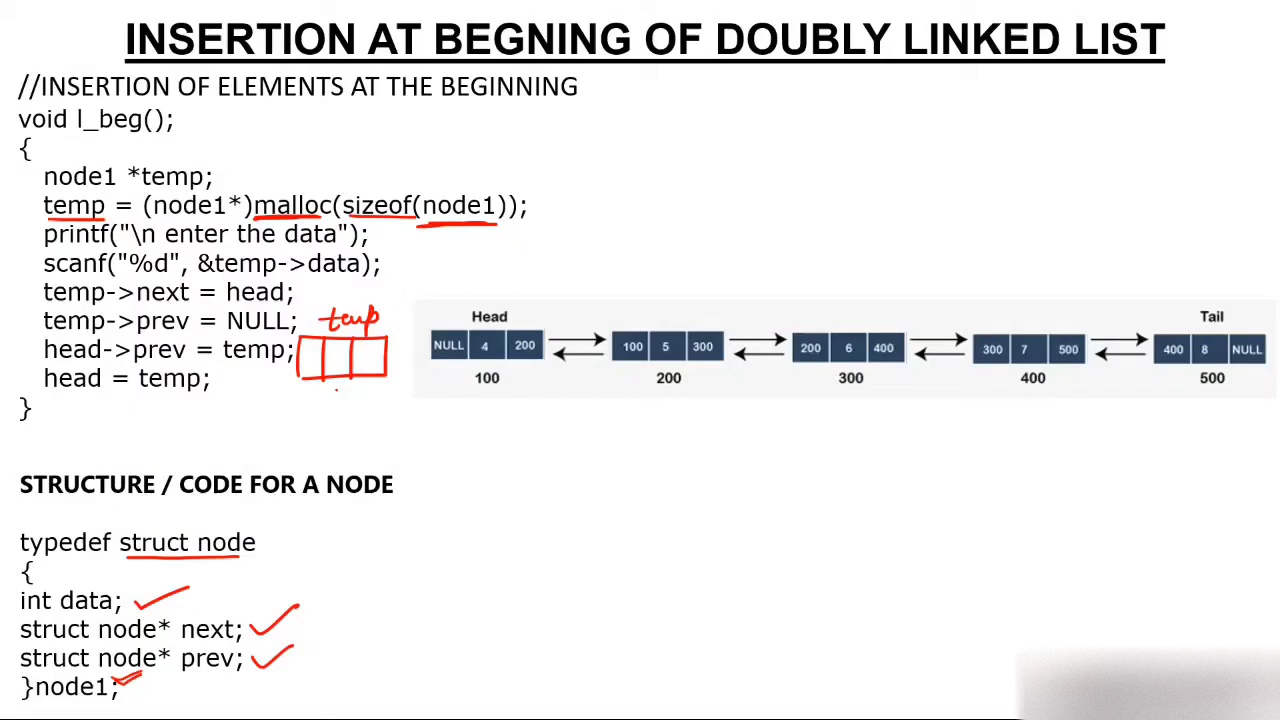 INSERTION AT BEGNING OF DOUBLY LINKED LIST
//INSERTION OF ELEMENTS AT THE BEGINNING
void l_beg();
{
node1 *temp;
temp = (node1*)malloc(sizeof(node1));
printf("\n enter the data");
scanf("%d", &temp->data);
temp->next = head;
temp->prev = NULL;
head->prev = temp;
head = temp;
}
temp
Head Tail
NULL 4 200 100 5 300 200 6 400 300 7 500 400 8 NULL
100 200 300 400 500
STRUCTURE / CODE FOR A NODE
typedef struct node
{
int data;
struct node* next;
struct node* prev;
}node1;